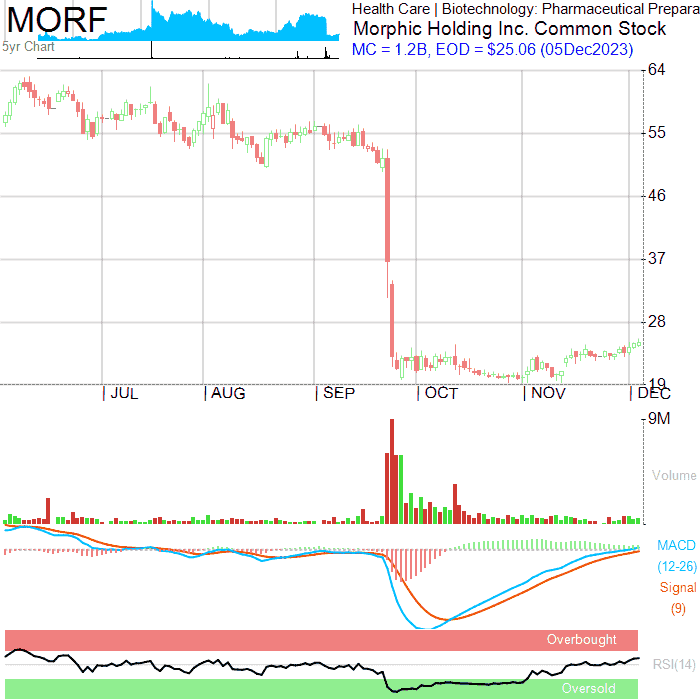 MORF
5yr Chart
Health Care | Biotechnology: Pharmaceutical Prepara
Morphic Holding Inc. Common Stock
MC = 1.2B, EOD = $25.06 (05Dec2023)
64
55
46
37
28
19
JUL AUG SEP OCT NOV DEC
9M
Volume
MACD
(12-26)
Signal
(9)
Overbought
RSI(14)
Oversold